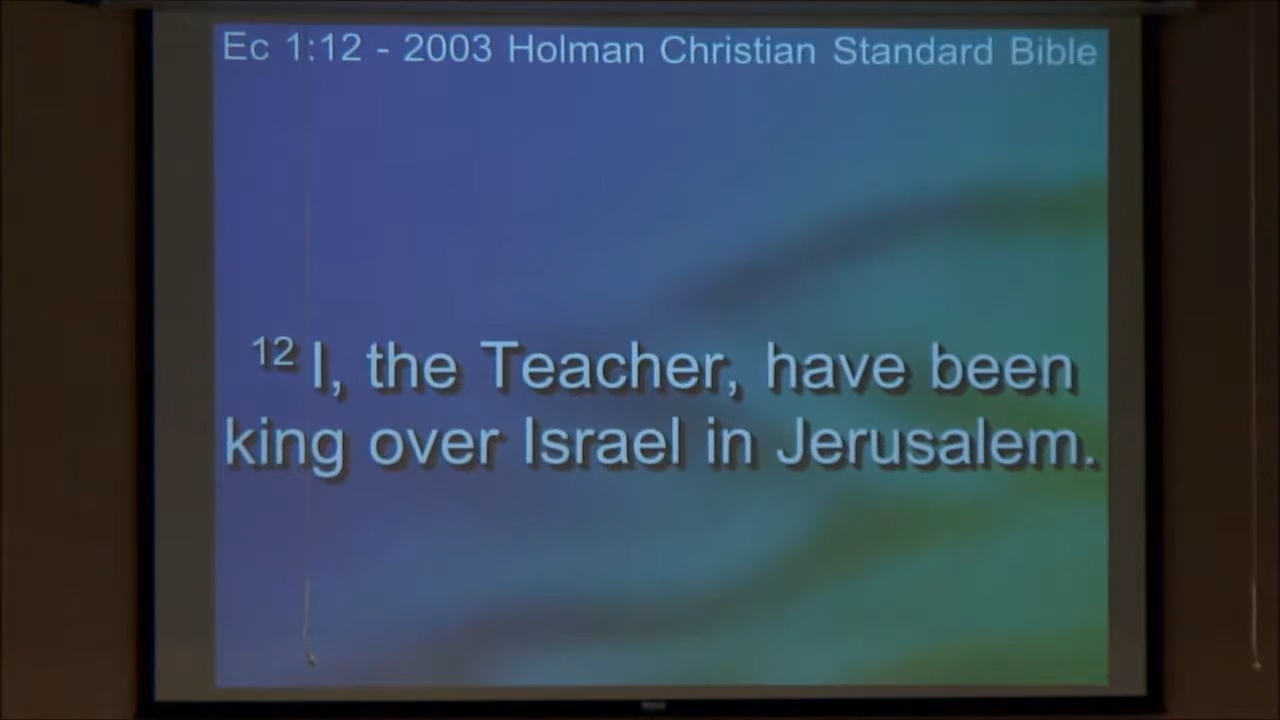 Ec 1:12 - 2003 Holman Christian Standard Bible
12 I, the Teacher, have been
king over Israel in Jerusalem.